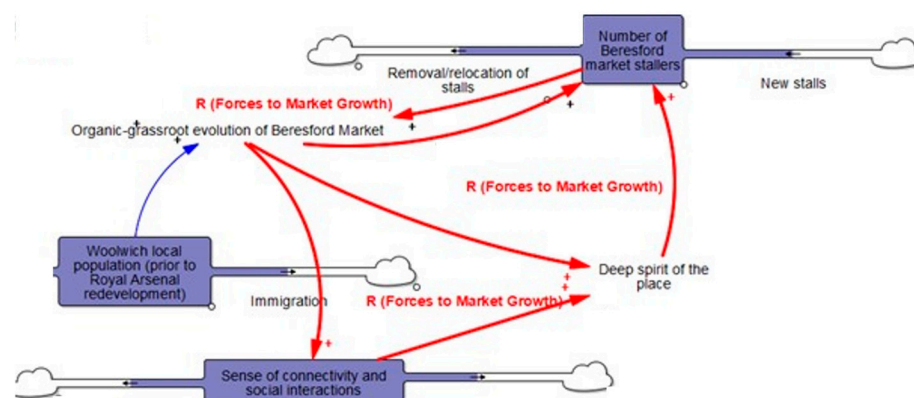 Number of
Beresford
market stallers
Removal/relocation of
stalls
New stalls
R (Forces to Market Growth)
+
Organic-grassroot evolution of Beresford Market
+
+
+
+
+
R (Forces to Market Growth)
Woolwich local
population (prior to
Royal Arsenal
redevelopment)
Immigration
Deep spirit of the
place
+
+
R (Forces to Market Growth)
+
Sense of connectivity and
social interactions